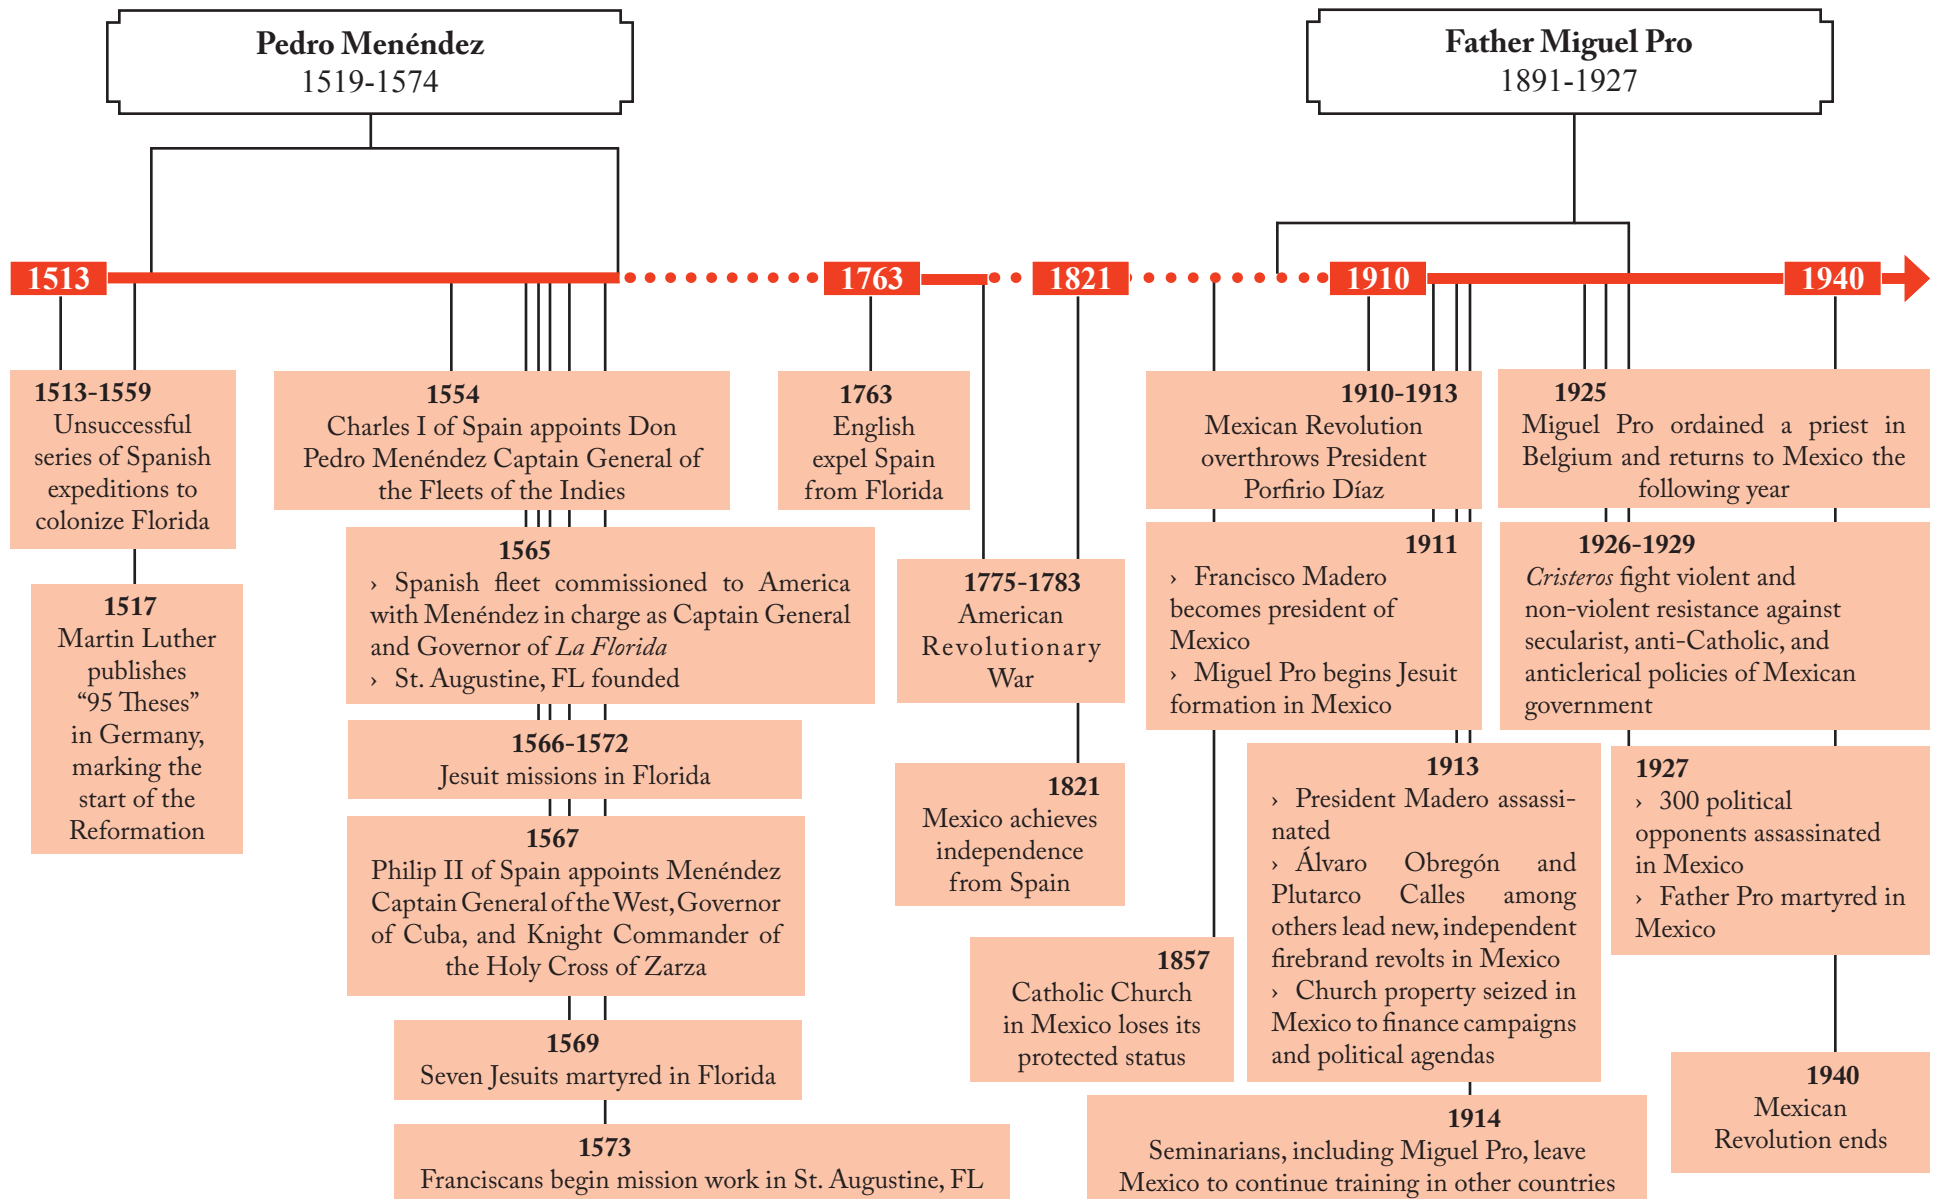 Pedro Menéndez
1519-1574
Father Miguel Pro
1891-1927
1513
1763
1821
1910
1940
1513-1559
Unsuccessful
series of Spanish
expeditions to
colonize Florida
1517
Martin Luther
publishes
“95 Theses”
in Germany,
marking the
start of the
Reformation
1554
Charles I of Spain appoints Don
Pedro Menéndez Captain General of
the Fleets of the Indies
1565
› Spanish fleet commissioned to America
with Menéndez in charge as Captain General
and Governor of La Florida
› St. Augustine, FL founded
1566-1572
Jesuit missions in Florida
1567
Philip II of Spain appoints Menéndez
Captain General of the West, Governor
of Cuba, and Knight Commander of
the Holy Cross of Zarza
1569
Seven Jesuits martyred in Florida
1573
Franciscans begin mission work in St. Augustine, FL
1763
English
expel Spain
from Florida
1775-1783
American
Revolutionary
War
1821
Mexico achieves
independence
from Spain
1857
Catholic Church
in Mexico loses its
protected status
1910-1913
Mexican Revolution
overthrows President
Porfirio Díaz
1911
› Francisco Madero
becomes president of
Mexico
› Miguel Pro begins Jesuit
formation in Mexico
1913
› President Madero assassi-
nated
› Álvaro Obregón and
Plutarco Calles among
others lead new, independent
firebrand revolts in Mexico
› Church property seized in
Mexico to finance campaigns
and political agendas
1914
Seminarians, including Miguel Pro, leave
Mexico to continue training in other countries
1925
Miguel Pro ordained a priest in
Belgium and returns to Mexico the
following year
1926-1929
Cristeros fight violent and
non-violent resistance against
secularist, anti-Catholic, and
anticlerical policies of Mexican
government
1927
› 300 political
opponents assassinated
in Mexico
› Father Pro martyred in
Mexico
1940
Mexican
Revolution ends